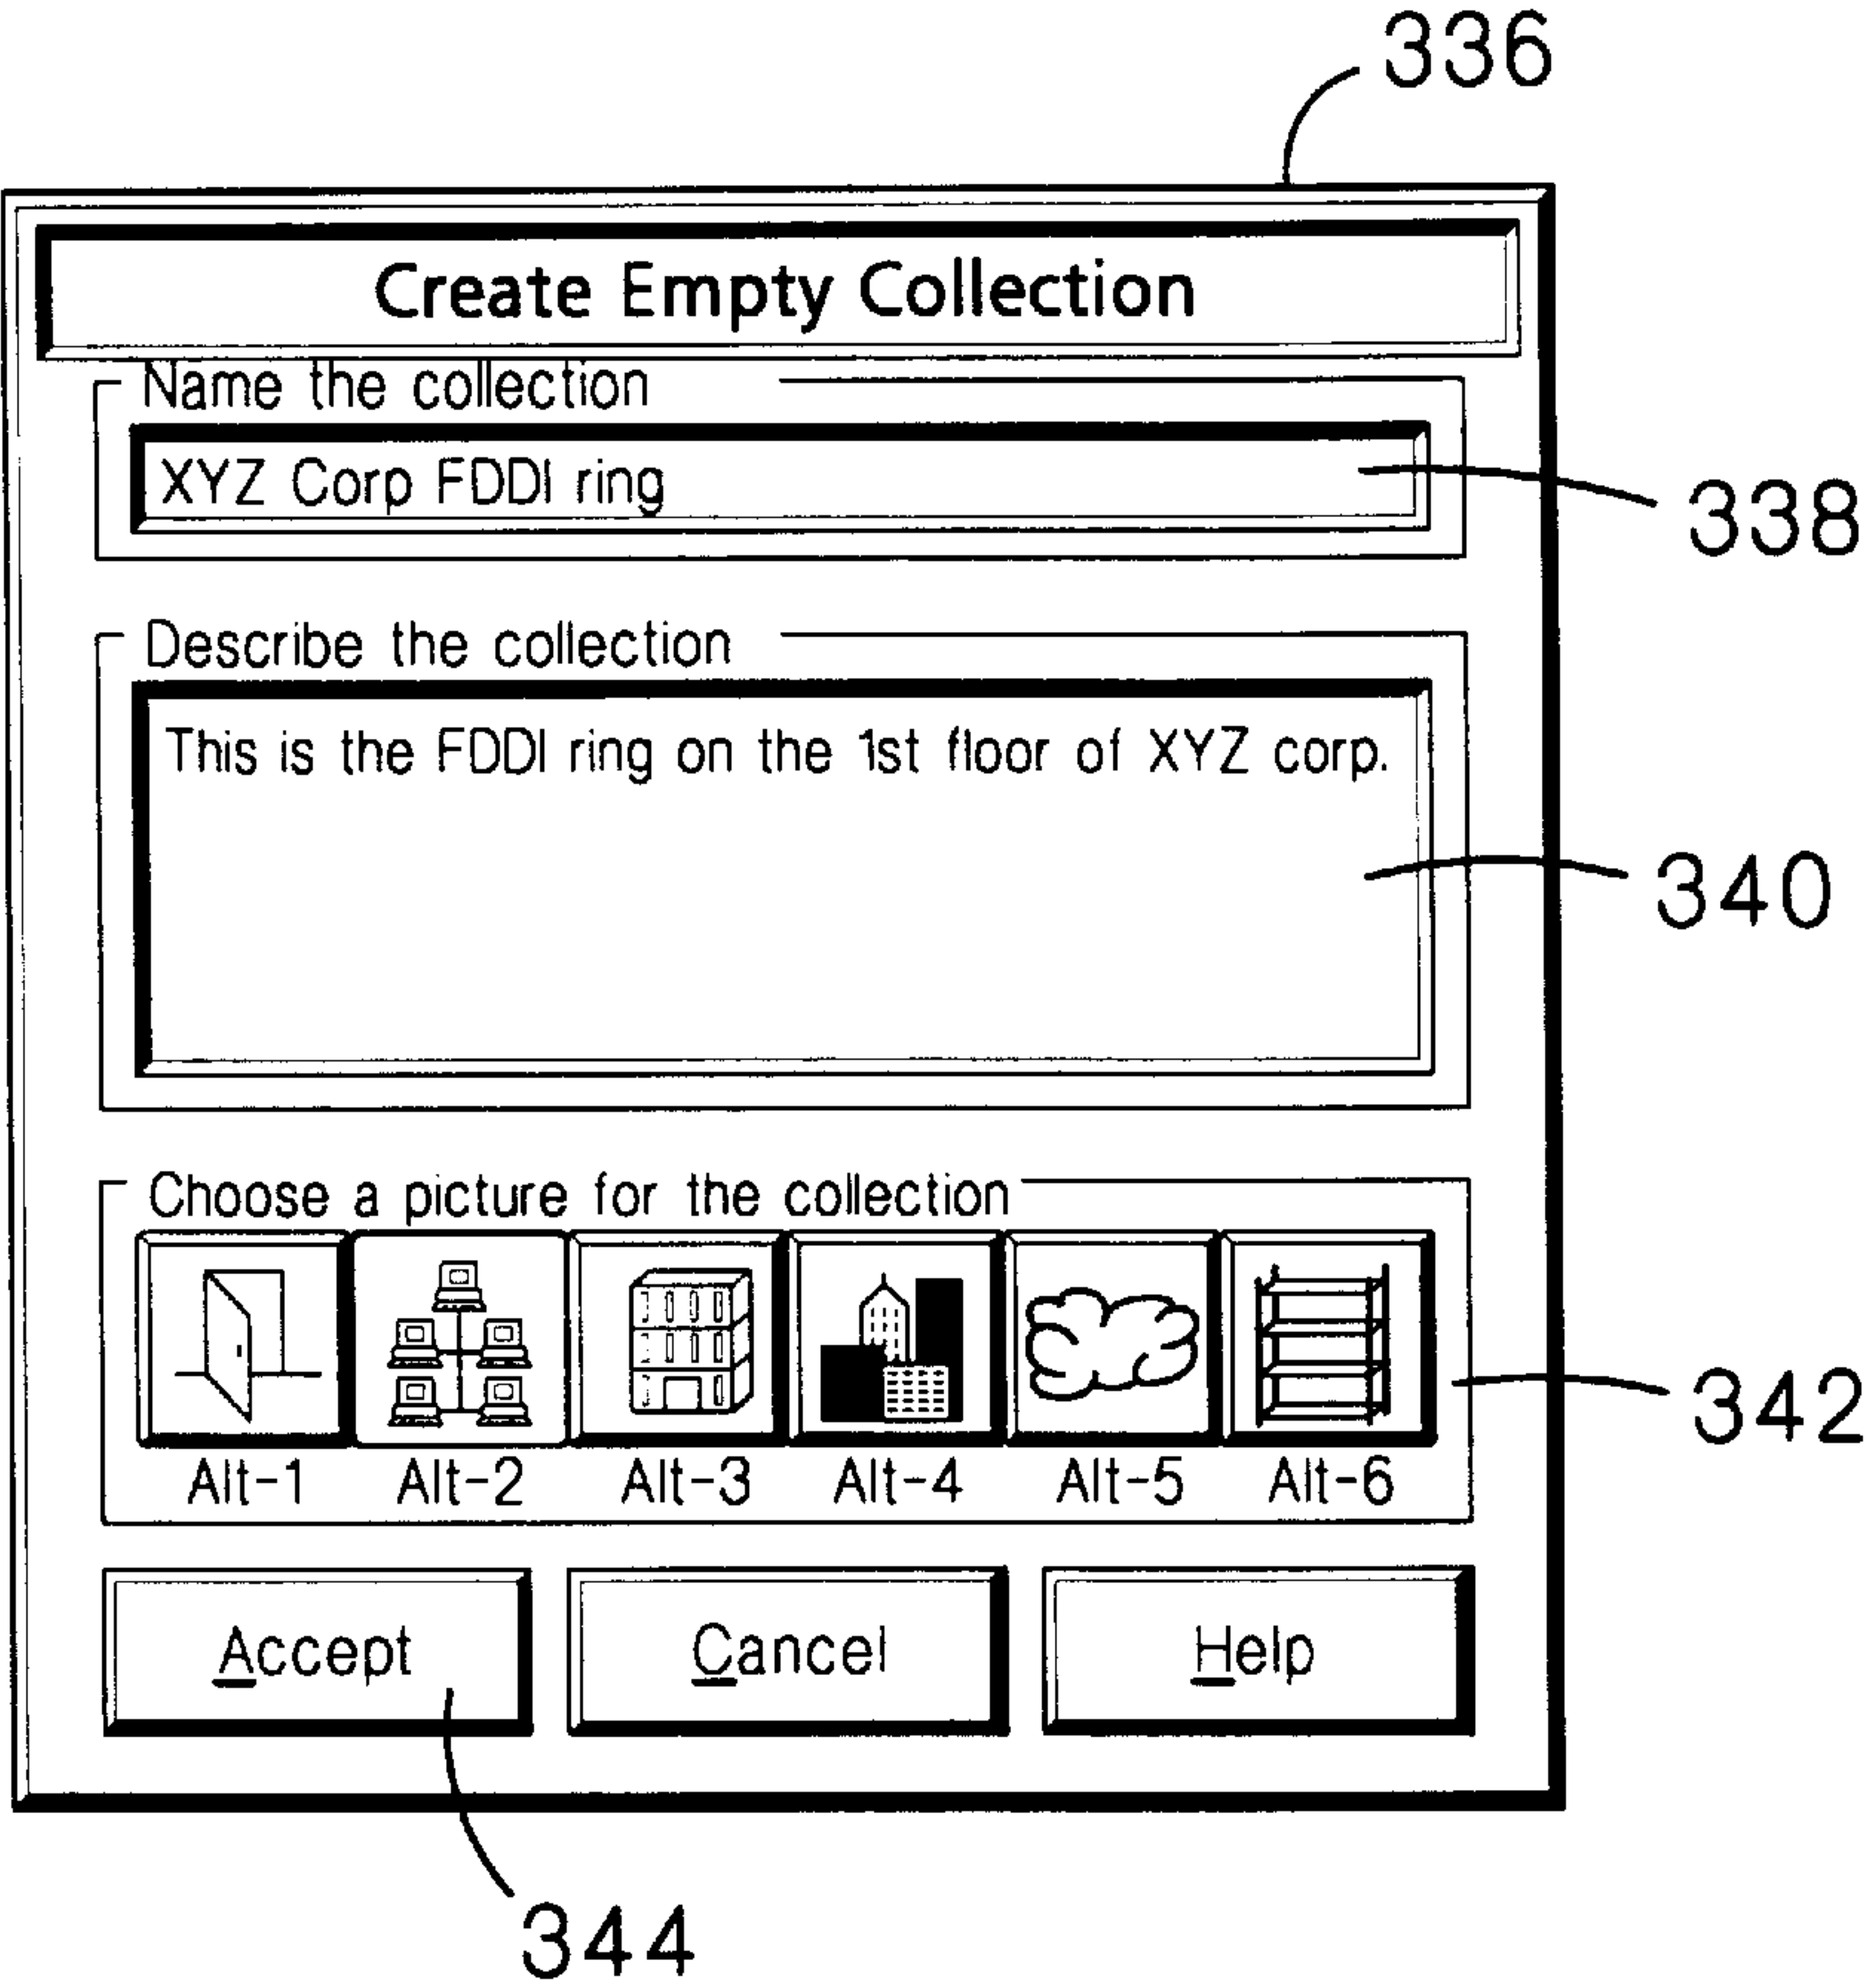 336
Create Empty Collection
Name the collection
XYZ Corp FDDI ring
338
Describe the collection
This is the FDDI ring on the 1st floor of XYZ corp.
340
Choose a picture for the collection
342
Alt-1 Alt-2 Alt-3 Alt-4 Alt-5 Alt-6
Accept Cancel Help
344